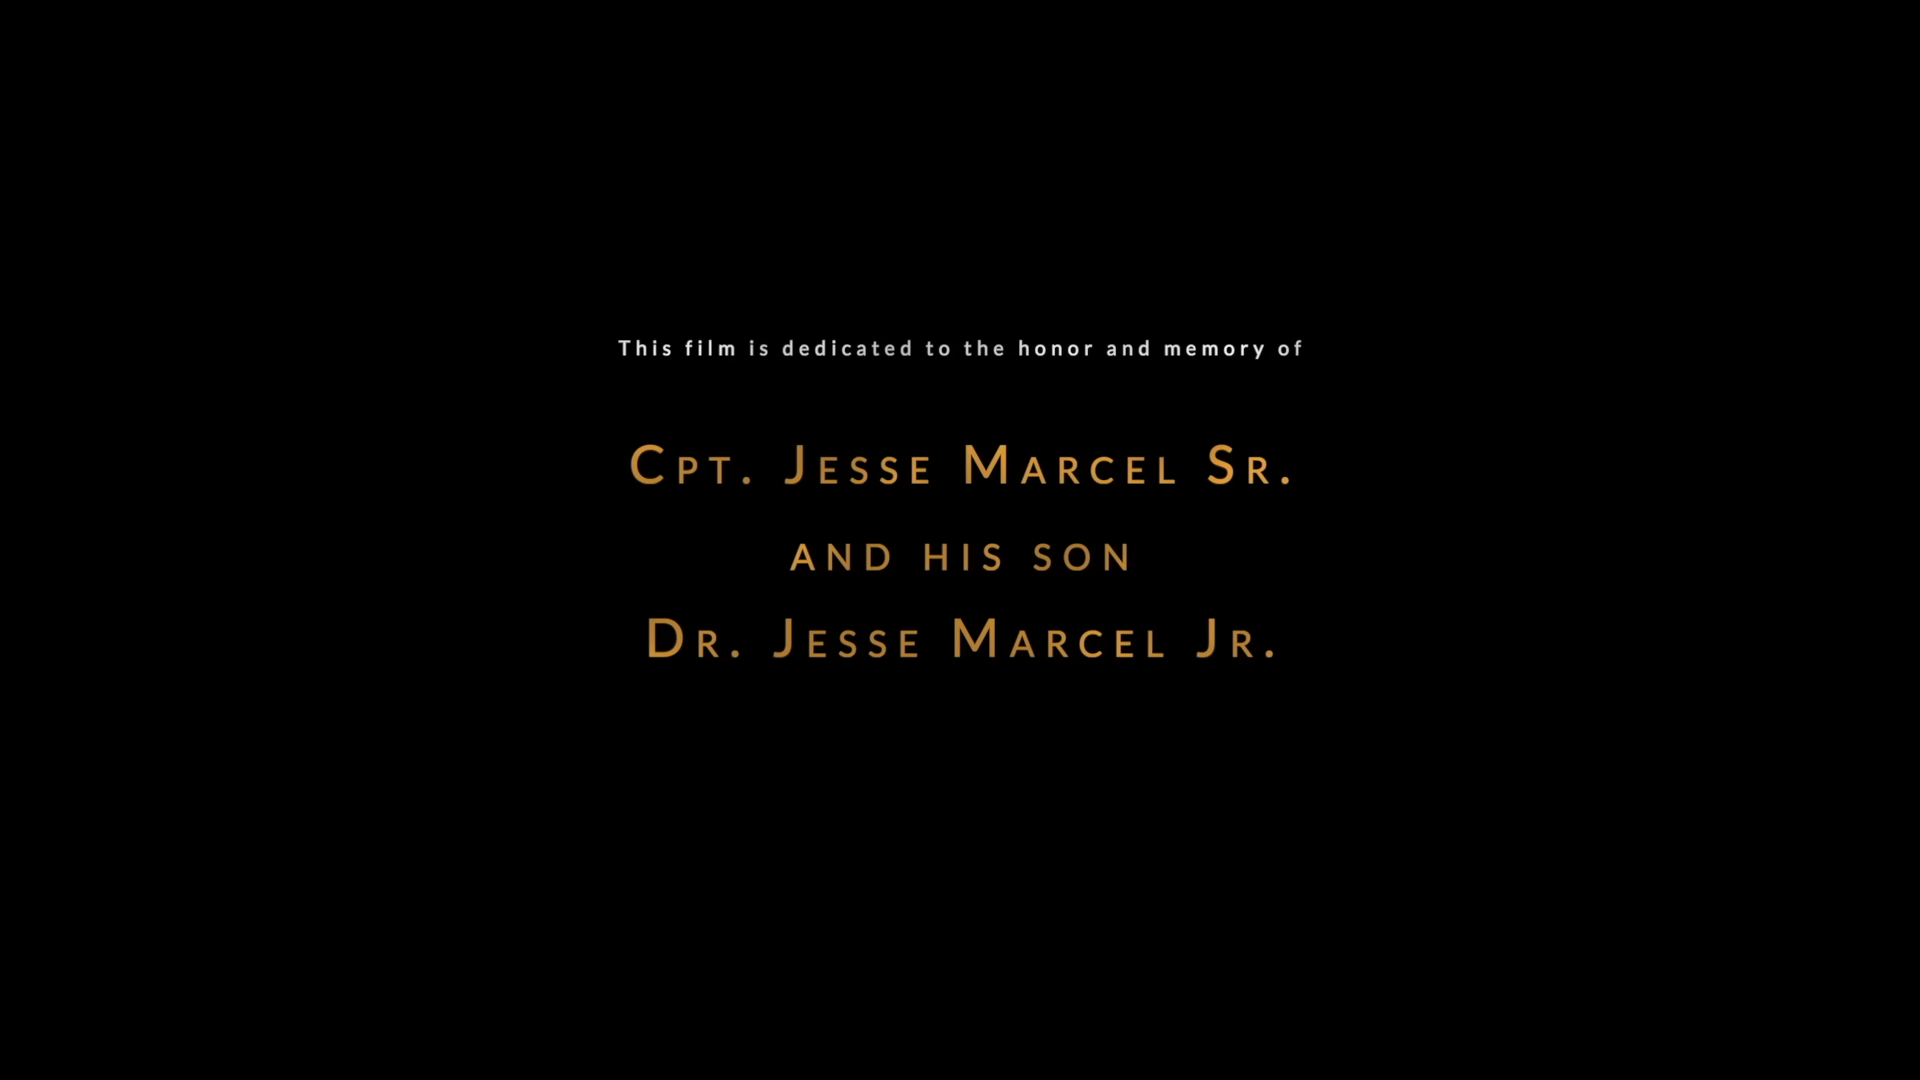 This film is dedicated to the honor and memory of
Cpt. Jesse Marcel Sr.
and his son
Dr. Jesse Marcel Jr.